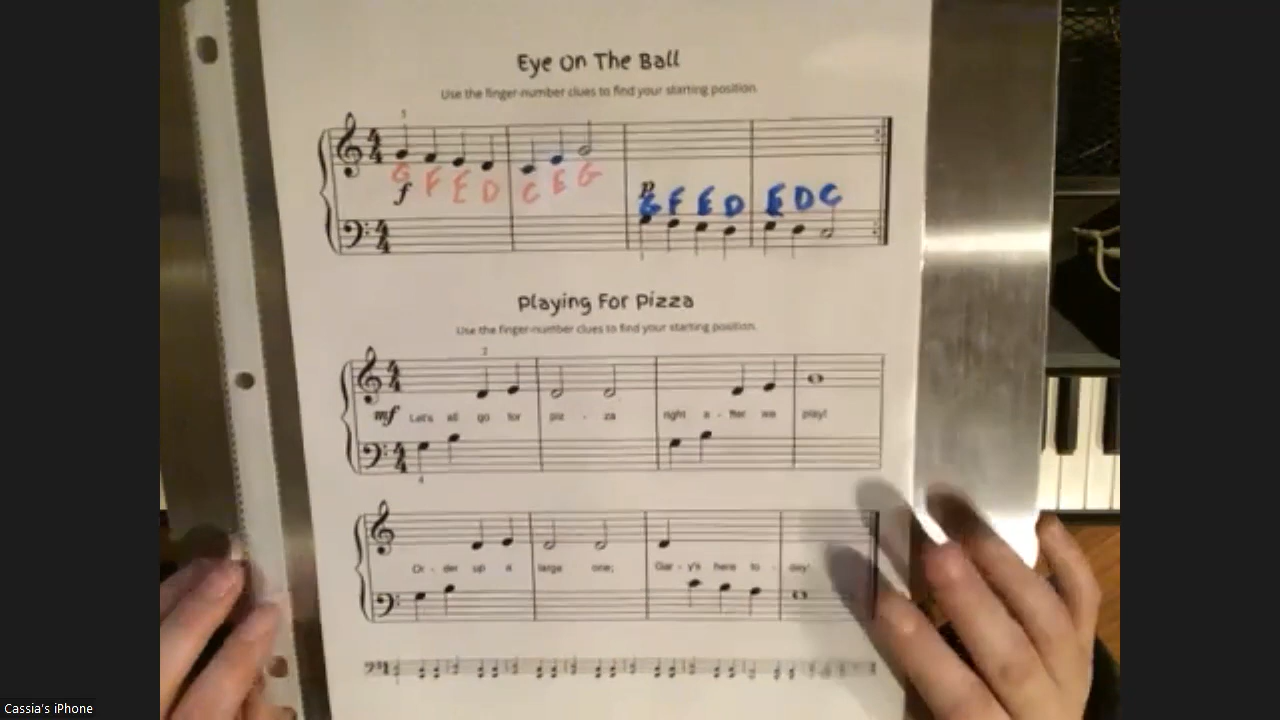 Eye On The Ball
Use the finger-number clues to find your starting position.
G F E D C E G
f
p
G F E D E D C
Playing For Pizza
Use the finger-number clues to find your starting position.
2
mf Let's all go for piz - za right a - fter we play!
4
Or - der up a large one; Gar - y's here to - day!
Cassia's iPhone